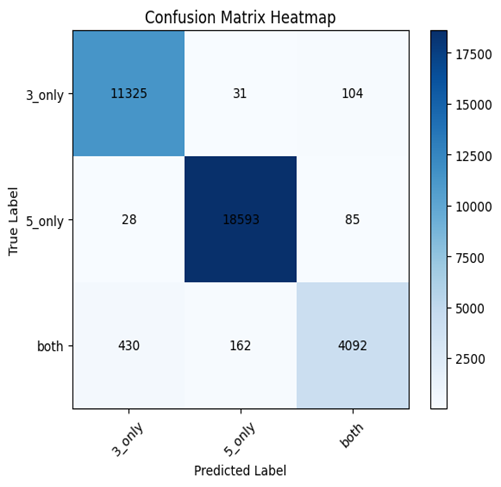 Confusion Matrix Heatmap
True Label
3_only
11325
31
104
5_only
28
18593
85
both
430
162
4092
3_only
5_only
both
Predicted Label
17500
15000
12500
10000
7500
5000
2500